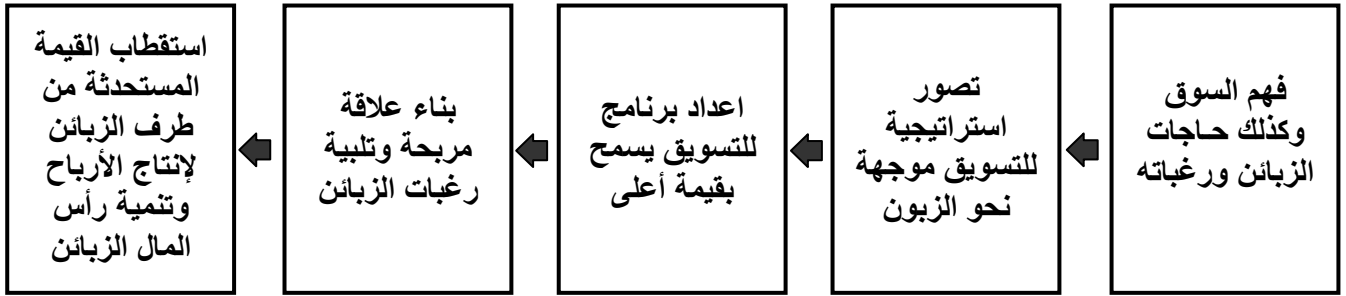 فهم السوق
وكذلك حاجات
الزبائن ورغباته
تصور
استراتيجية
للتسويق موجهة
نحو الزبون
اعداد برنامج
للتسويق يسمح
بقيمة أعلى
بناء علاقة
مربحة وتلبية
رغبات الزبائن
استقطاب القيمة
المستحدثة من
طرف الزبائن
لإنتاج الأرباح
وتنمية رأس
المال الزبائن